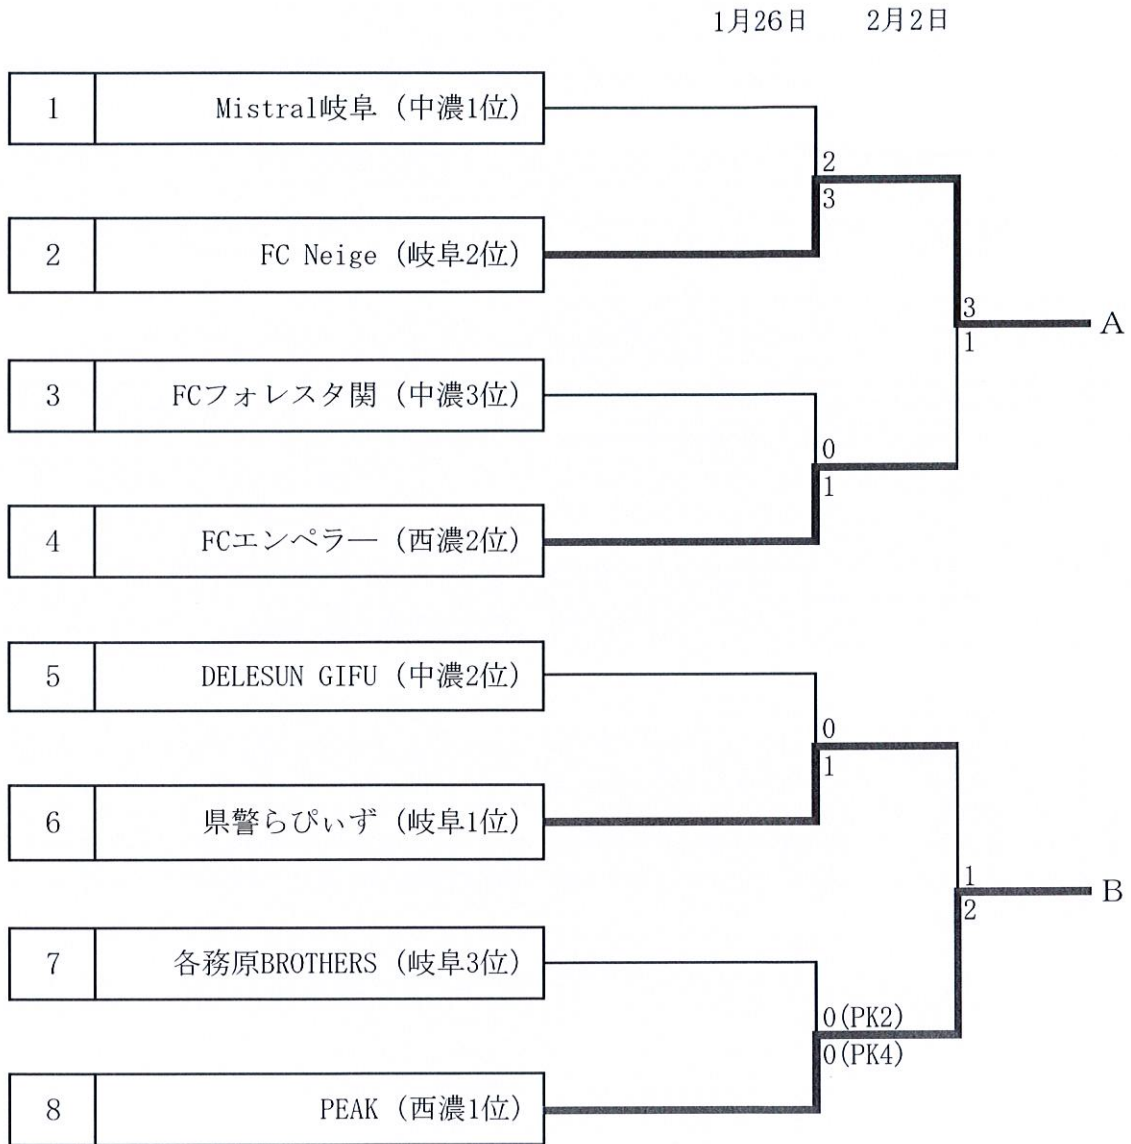 1月26日 2月2日
1 Mistral岐阜（中濃1位）
2
3
2 FC Neige（岐阜2位）
3
1
A
3 FCフォレスタ関（中濃3位）
0
1
4 FCエンペラー（西濃2位）
5 DELESUN GIFU（中濃2位）
0
1
6 県警らぴぃず（岐阜1位）
1
2
B
7 各務原BROTHERS（岐阜3位）
0(PK2)
0(PK4)
8 PEAK（西濃1位）